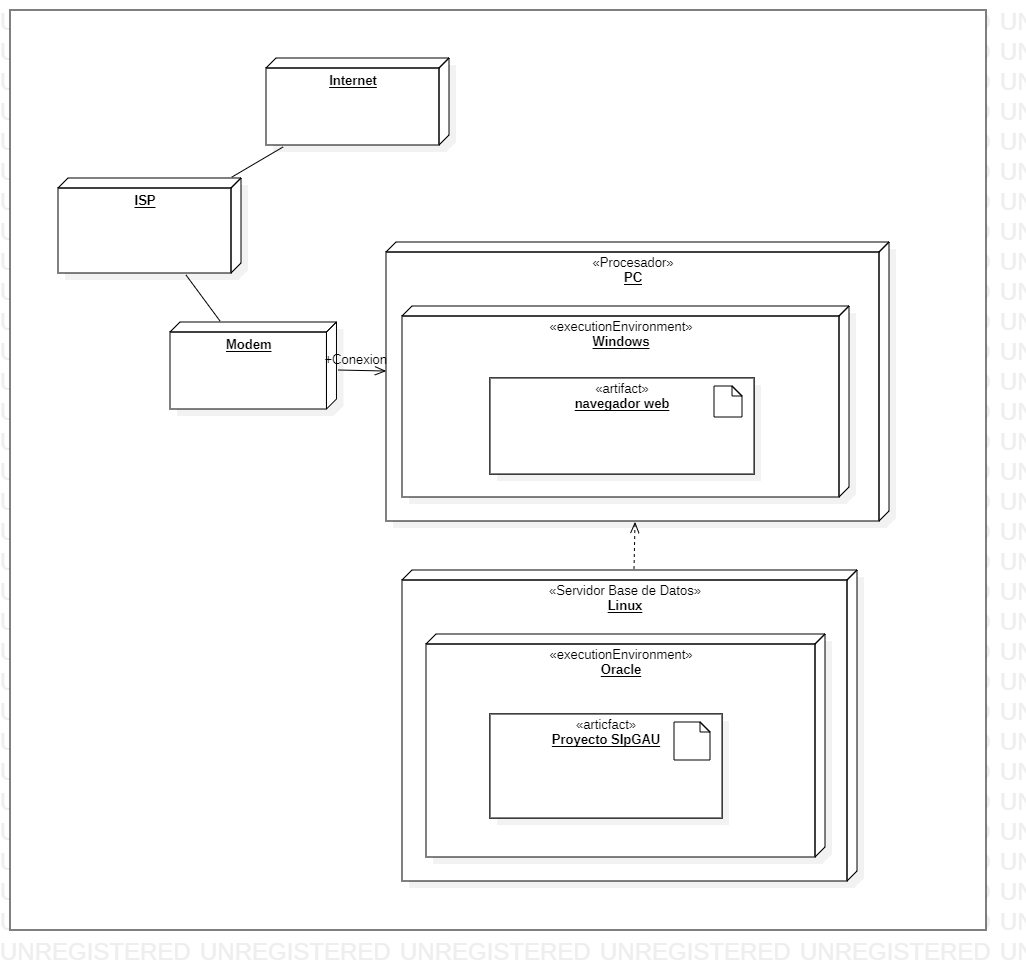 Internet
ISP
Modem
+Conexion
«Procesador»
PC
«executionEnvironment»
Windows
«artifact»
navegador web
«Servidor Base de Datos»
Linux
«executionEnvironment»
Oracle
«articfact»
Proyecto SIpGAU
UNREGISTERED UNREGISTERED UNREGISTERED UNREGISTERED UNREGISTERED UN